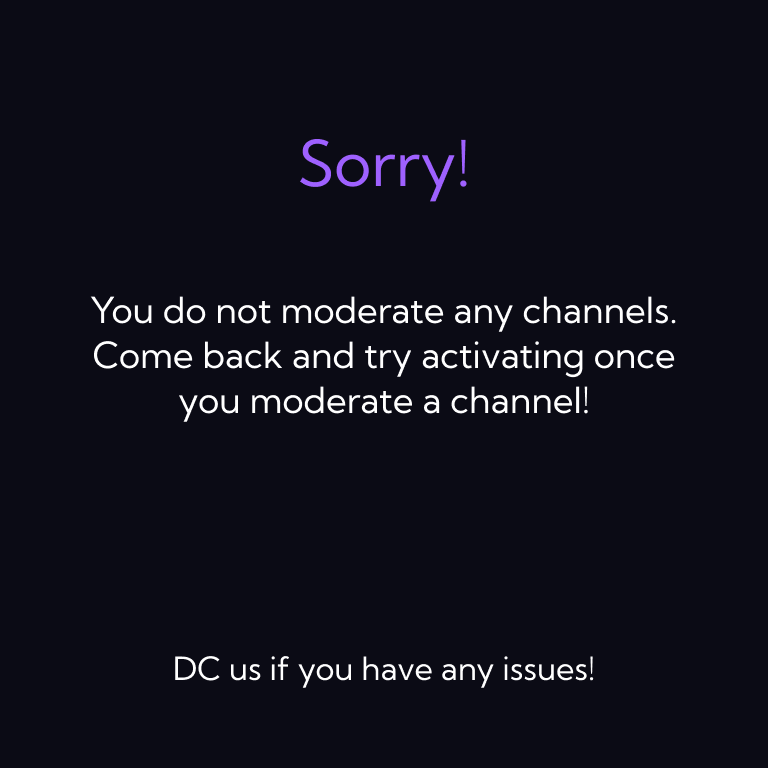 Sorry!
You do not moderate any channels.
Come back and try activating once
you moderate a channel!
DC us if you have any issues!